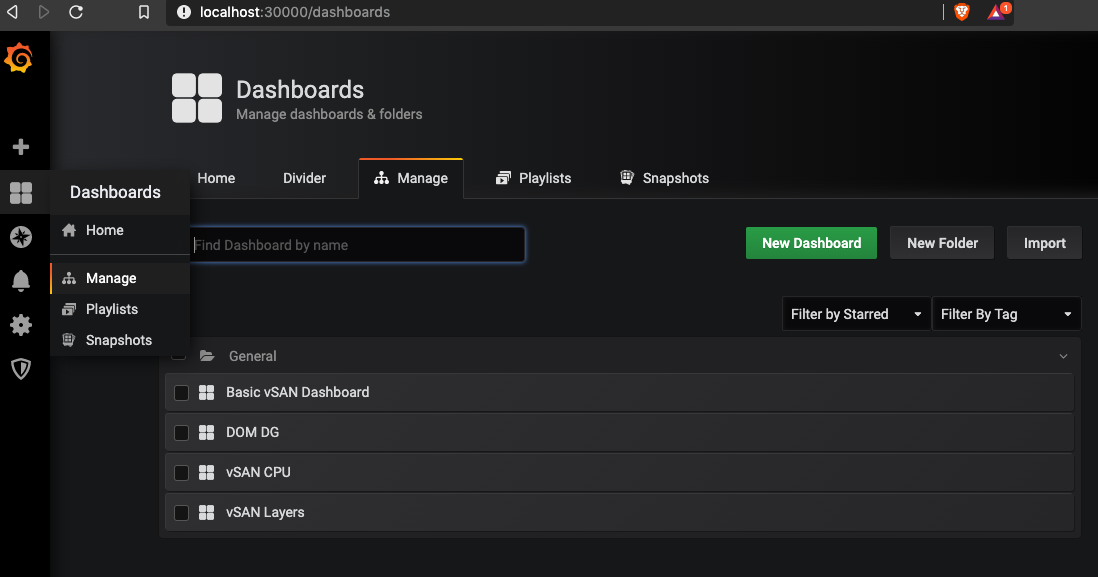 localhost:30000/dashboards
1
Dashboards
Manage dashboards & folders
Home
Divider
Manage
Playlists
Snapshots
Dashboards
Home
Manage
Playlists
Snapshots
Find Dashboard by name
New Dashboard
New Folder
Import
Filter by Starred
Filter By Tag
General
Basic vSAN Dashboard
DOM DG
vSAN CPU
vSAN Layers